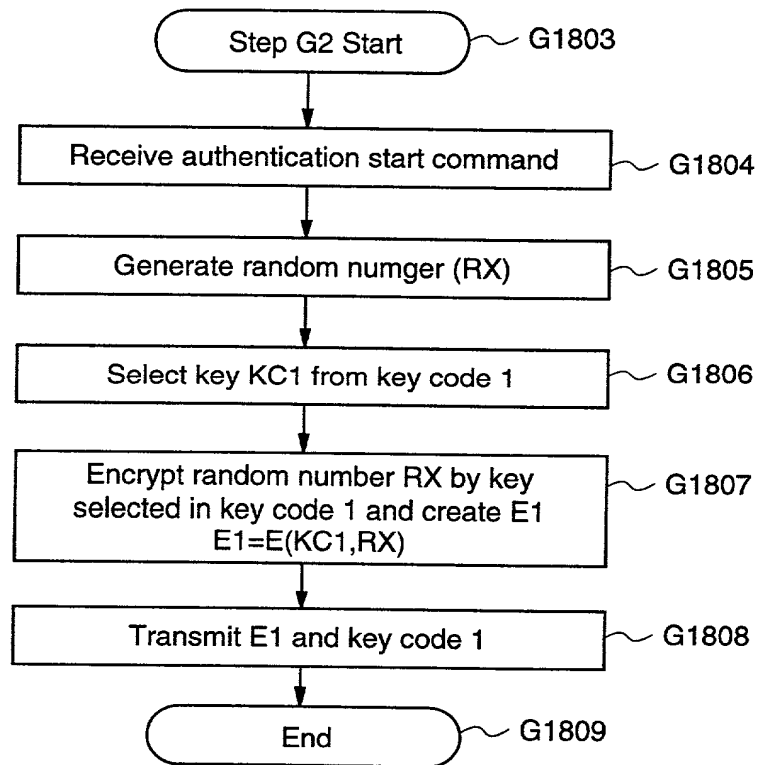 Step G2 Start
G1803
Receive authentication start command
G1804
Generate random numger (RX)
G1805
Select key KC1 from key code 1
G1806
Encrypt random number RX by key
selected in key code 1 and create E1
E1=E(KC1,RX)
G1807
Transmit E1 and key code 1
G1808
End
G1809